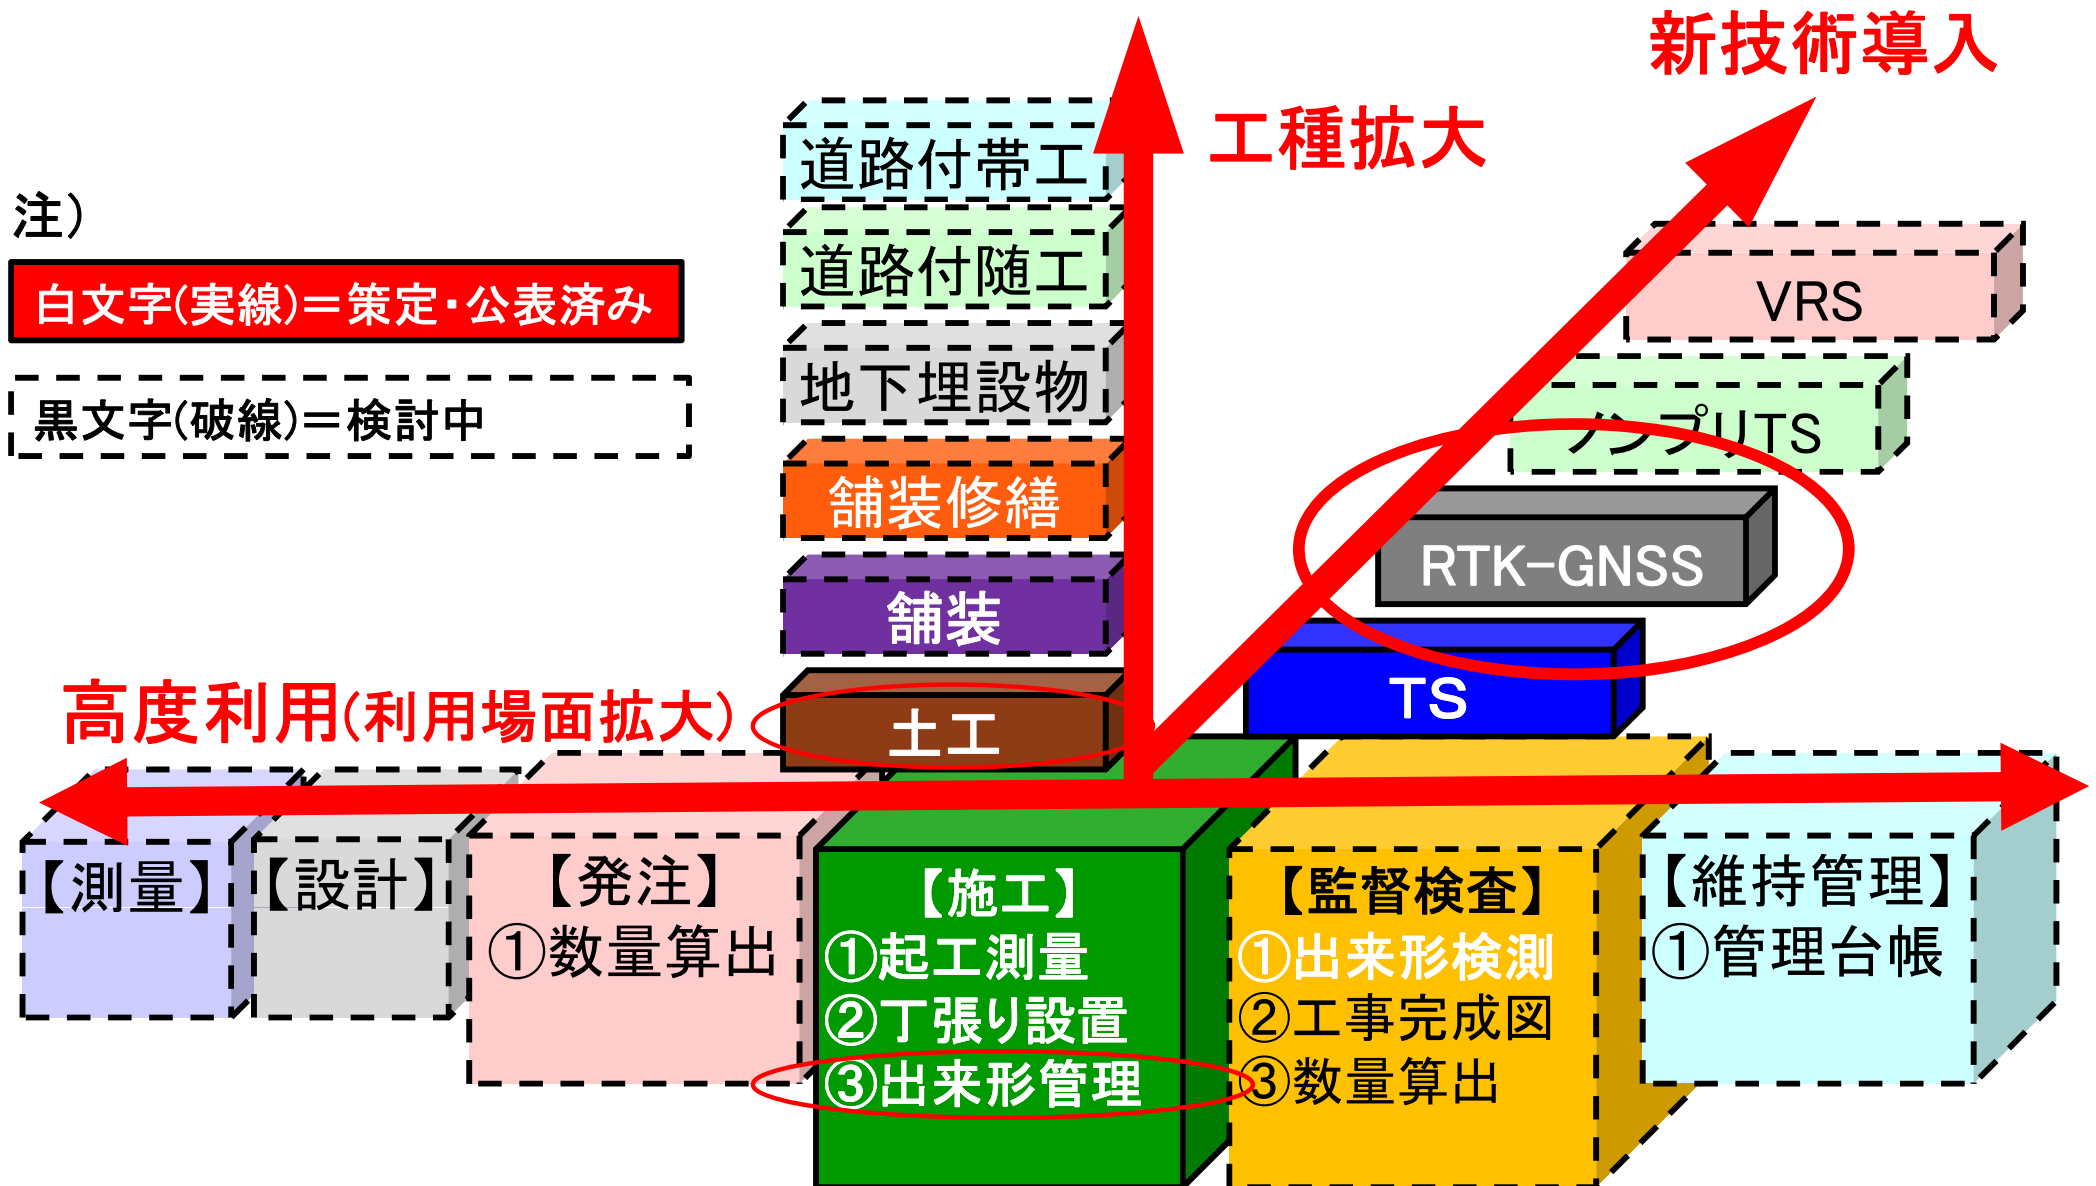 新技術導入
工種拡大
注)
白文字(実線)＝策定・公表済み
黒文字(破線)＝検討中
道路付帯工
道路付随工
地下埋設物
舗装修繕
舗装
土工
VRS
ノンプリTS
RTK-GNSS
TS
高度利用(利用場面拡大)
【測量】
【設計】
【発注】
①数量算出
【施工】
①起工測量
②丁張り設置
③出来形管理
【監督検査】
①出来形検測
②工事完成図
③数量算出
【維持管理】
①管理台帳